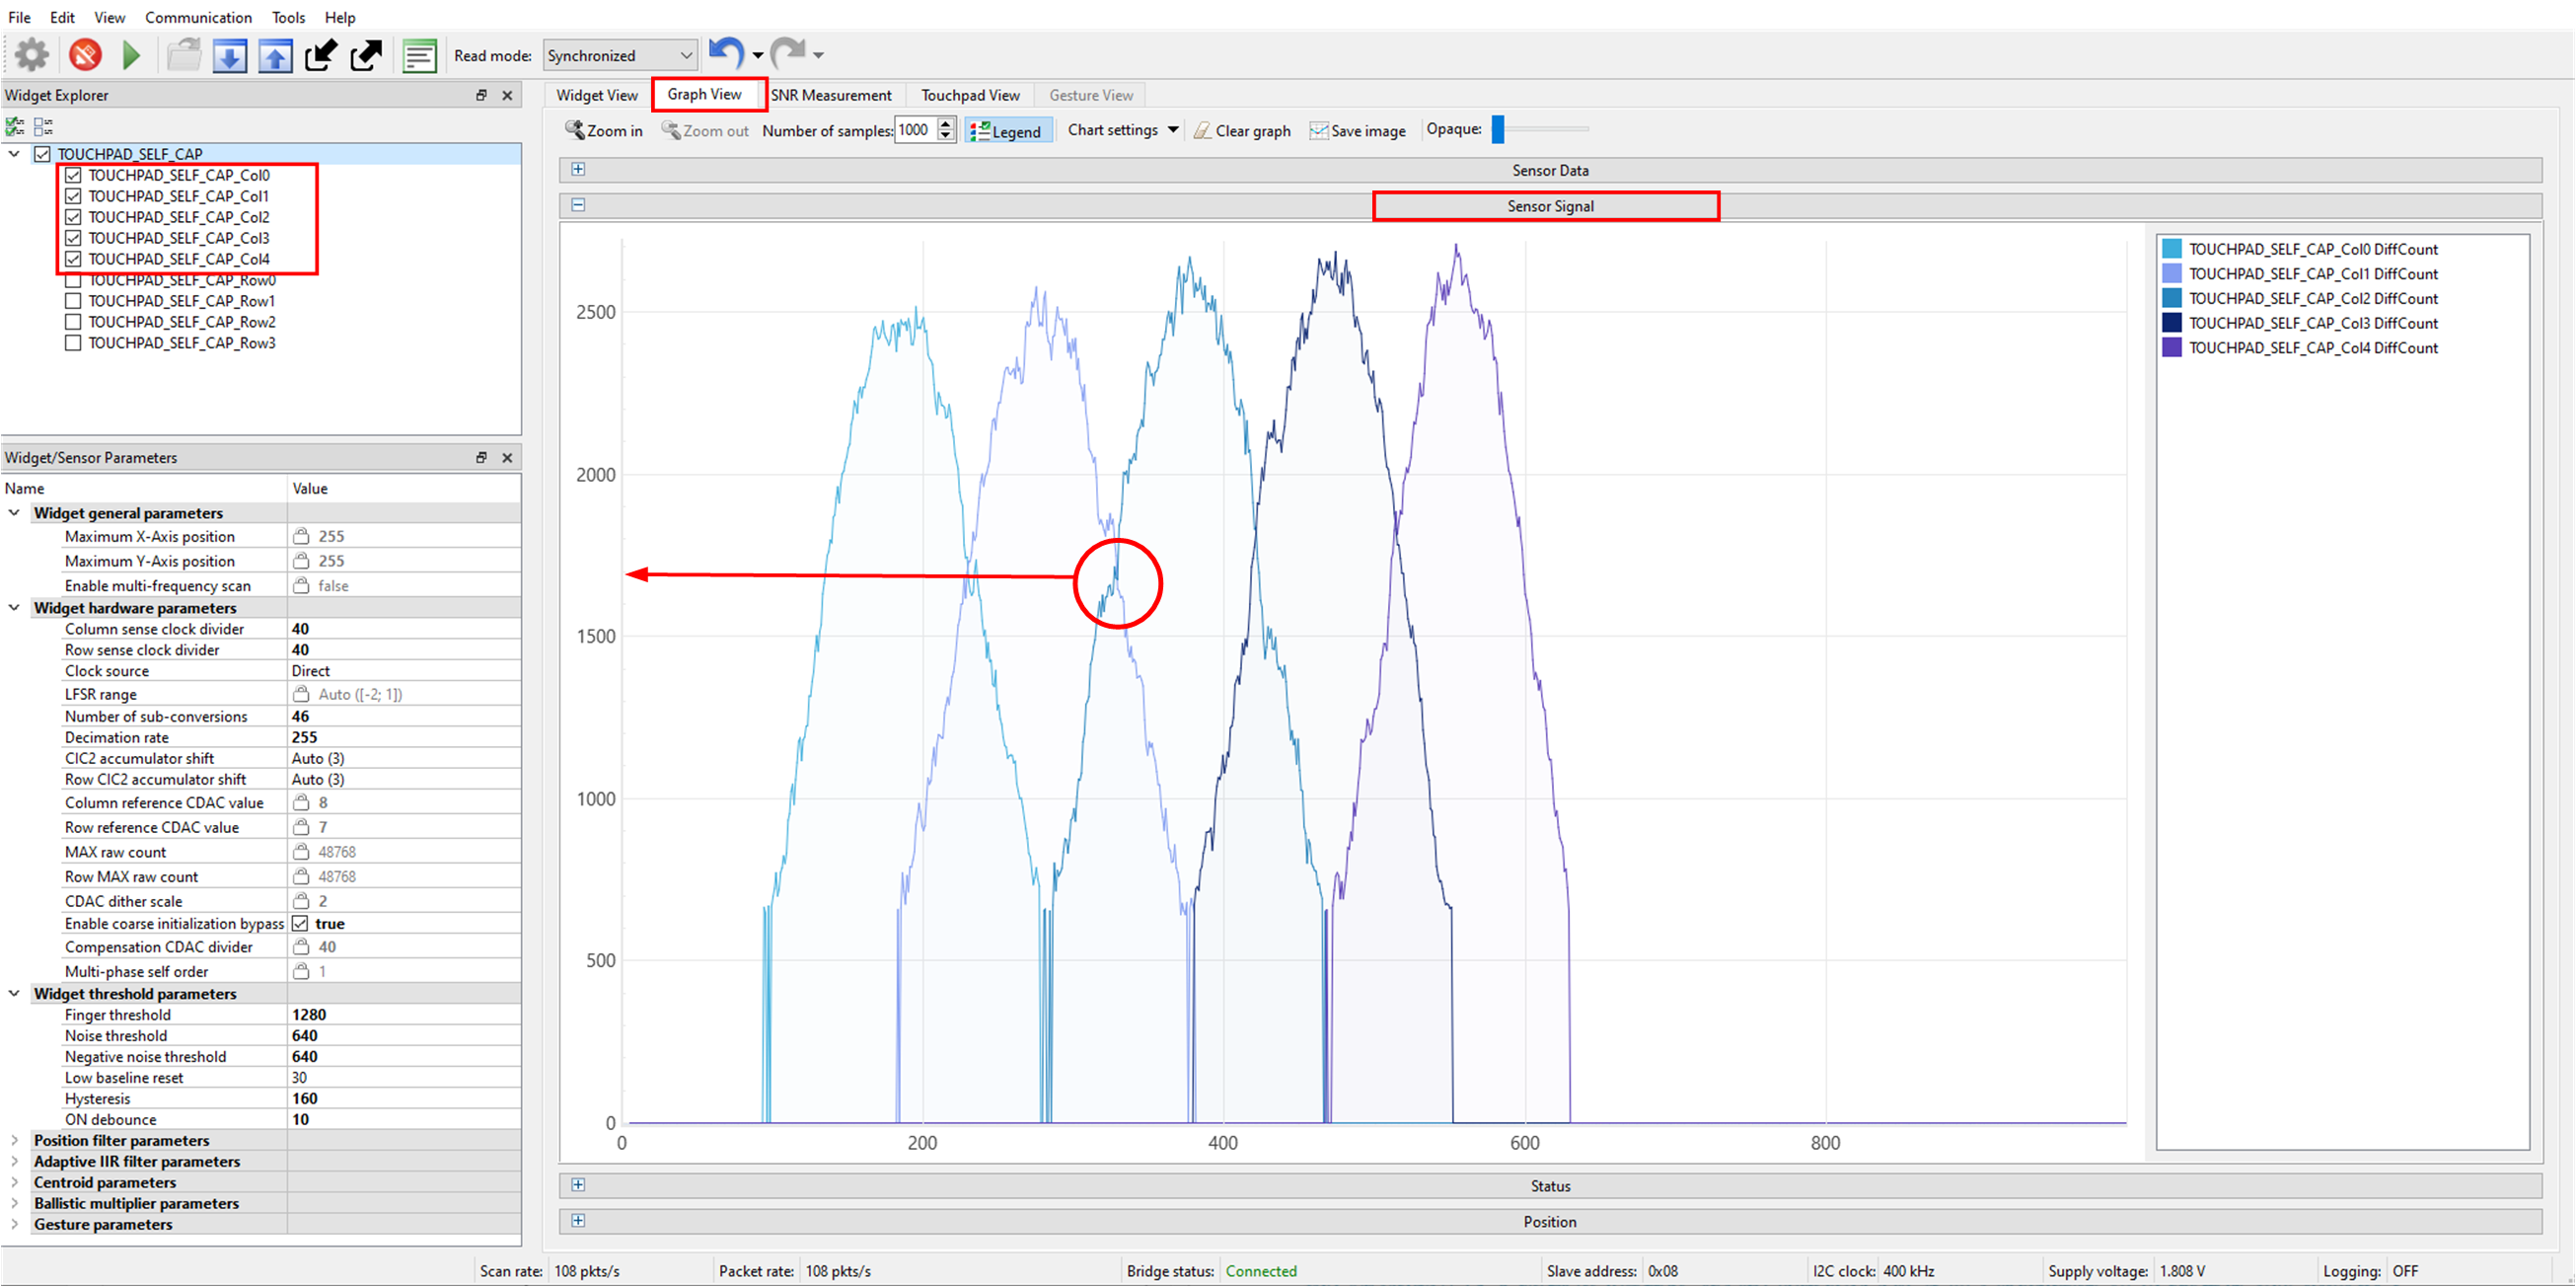 File Edit View Communication Tools Help
Read mode: Synchronized
Widget Explorer
TOUCHPAD_SELF_CAP
TOUCHPAD_SELF_CAP_Col0
TOUCHPAD_SELF_CAP_Col1
TOUCHPAD_SELF_CAP_Col2
TOUCHPAD_SELF_CAP_Col3
TOUCHPAD_SELF_CAP_Col4
TOUCHPAD_SELF_CAP_Row0
TOUCHPAD_SELF_CAP_Row1
TOUCHPAD_SELF_CAP_Row2
TOUCHPAD_SELF_CAP_Row3
Widget/Sensor Parameters
Name Value
Widget general parameters
Maximum X-Axis position 255
Maximum Y-Axis position 255
Enable multi-frequency scan false
Widget hardware parameters
Column sense clock divider 40
Row sense clock divider 40
Clock source Direct
LFSR range Auto ([-2; 1])
Number of sub-conversions 46
Decimation rate 255
CIC2 accumulator shift Auto (3)
Row CIC2 accumulator shift Auto (3)
Column reference CDAC value 8
Row reference CDAC value 7
MAX raw count 48768
Row MAX raw count 48768
CDAC dither scale 2
Enable coarse initialization bypass true
Compensation CDAC divider 40
Multi-phase self order 1
Widget threshold parameters
Finger threshold 1280
Noise threshold 640
Negative noise threshold 640
Low baseline reset 30
Hysteresis 160
ON debounce 10
Position filter parameters
Adaptive IIR filter parameters
Centroid parameters
Ballistic multiplier parameters
Gesture parameters
Widget View Graph View SNR Measurement Touchpad View Gesture View
Zoom in Zoom out Number of samples: 1000 Legend Chart settings Clear graph Save image Opaque:
Sensor Data
Sensor Signal
2500
2000
1500
1000
500
0
0 200 400 600 800
TOUCHPAD_SELF_CAP_Col0 DiffCount
TOUCHPAD_SELF_CAP_Col1 DiffCount
TOUCHPAD_SELF_CAP_Col2 DiffCount
TOUCHPAD_SELF_CAP_Col3 DiffCount
TOUCHPAD_SELF_CAP_Col4 DiffCount
Status
Position
Scan rate: 108 pkts/s Packet rate: 108 pkts/s Bridge status: Connected Slave address: 0x08 I2C clock: 400 kHz Supply voltage: 1.808 V Logging: OFF